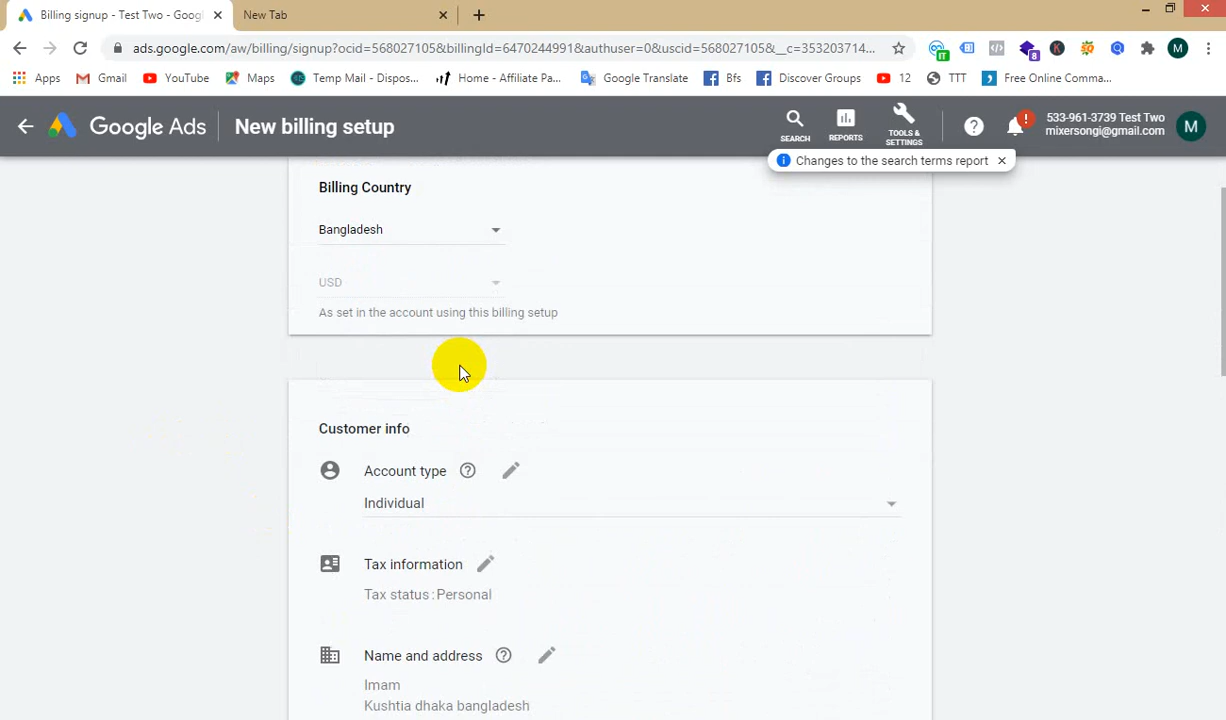 Billing signup - Test Two - Googl
New Tab
ads.google.com/aw/billing/signup?ocid=568027105&billingId=6470244991&authuser=0&uscid=568027105&__c=353203714...
Apps
Gmail
YouTube
Maps
Temp Mail - Dispos...
Home - Affiliate Pa...
Google Translate
Bfs
Discover Groups
12
TTT
Free Online Comma...
IT
8
K
M
Google Ads
New billing setup
SEARCH
REPORTS
TOOLS &
SETTINGS
533-961-3739 Test Two
mixersongi@gmail.com
M
Changes to the search terms report
Billing Country
Bangladesh
USD
As set in the account using this billing setup
Customer info
Account type
Individual
Tax information
Tax status : Personal
Name and address
Imam
Kushtia dhaka bangladesh